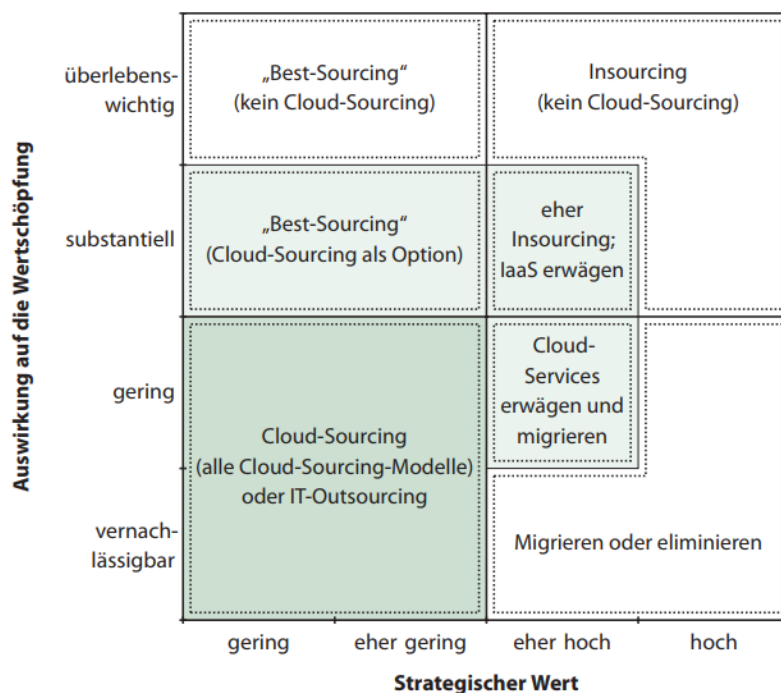 Auswirkung auf die Wertschöpfung
überlebens-
wichtig
„Best-Sourcing“
(kein Cloud-Sourcing)
Insourcing
(kein Cloud-Sourcing)
substantiell
„Best-Sourcing“
(Cloud-Sourcing als Option)
eher
Insourcing;
IaaS erwägen
gering
Cloud-
Services
erwägen und
migrieren
Cloud-Sourcing
(alle Cloud-Sourcing-Modelle)
oder IT-Outsourcing
vernach-
lässigbar
Migrieren oder eliminieren
gering
eher gering
eher hoch
hoch
Strategischer Wert